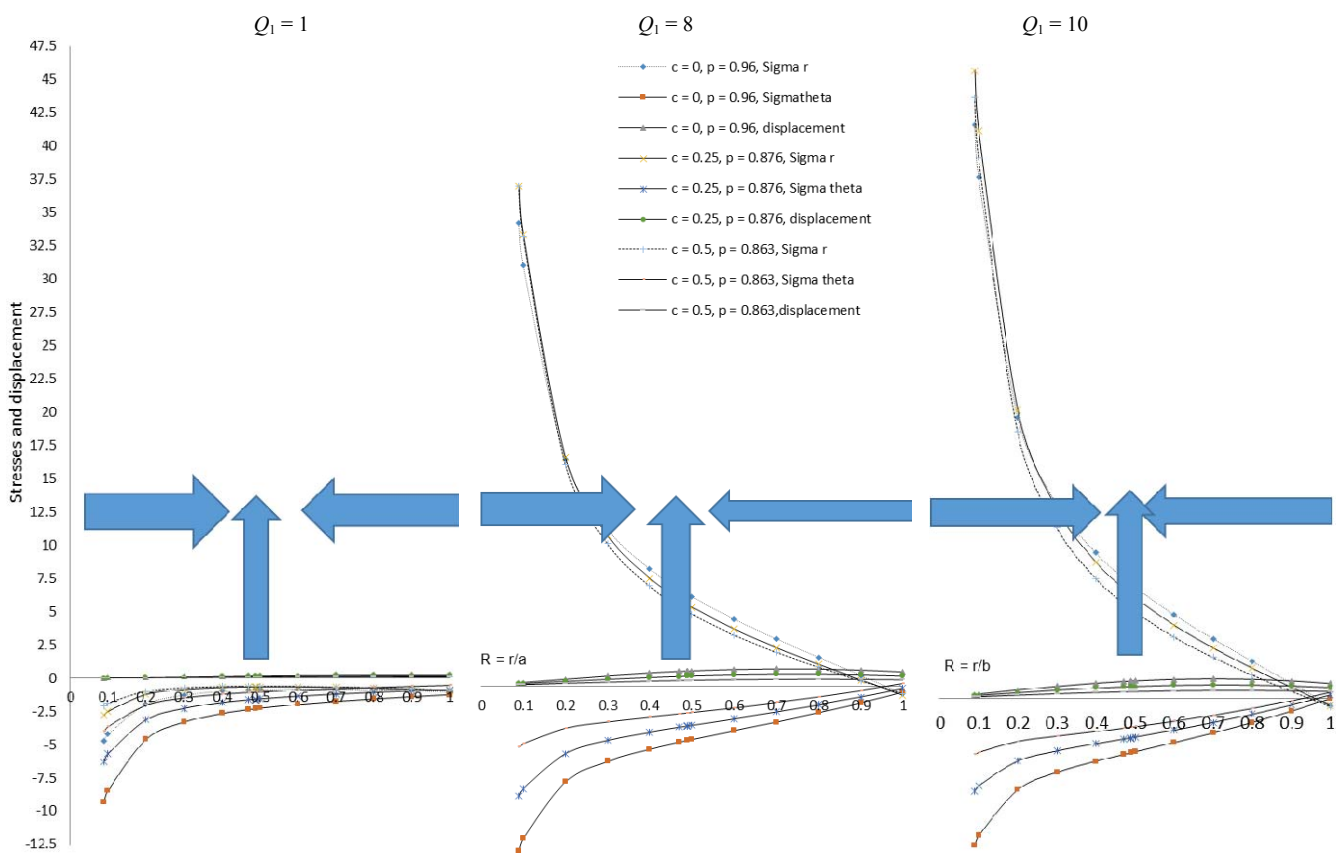 Q₁ = 1
Q₁ = 8
Q₁ = 10
Stresses and displacement
47.5
45
42.5
40
37.5
35
32.5
30
27.5
25
22.5
20
17.5
15
12.5
10
7.5
5
2.5
0
-2.5
-5
-7.5
-10
-12.5
c = 0, p = 0.96, Sigma r
c = 0, p = 0.96, Sigmatheta
c = 0, p = 0.96, displacement
c = 0.25, p = 0.876, Sigma r
c = 0.25, p = 0.876, Sigma theta
c = 0.25, p = 0.876, displacement
c = 0.5, p = 0.863, Sigma r
c = 0.5, p = 0.863, Sigma theta
c = 0.5, p = 0.863,displacement
0 0.1 0.2 0.3 0.4 0.5 0.6 0.7 0.8 0.9 1
R = r/a
0 0.1 0.2 0.3 0.4 0.5 0.6 0.7 0.8 0.9 1
R = r/b
0 0.1 0.2 0.3 0.4 0.5 0.6 0.7 0.8 0.9 1